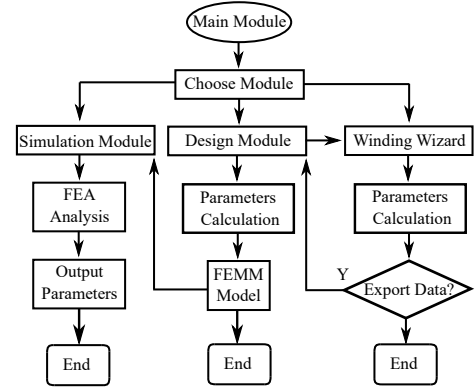 Main Module
Choose Module
Simulation Module
Design Module
Winding Wizard
FEA
Analysis
Parameters
Calculation
Parameters
Calculation
Output
Parameters
FEMM
Model
Y
Export Data?
End
End
End